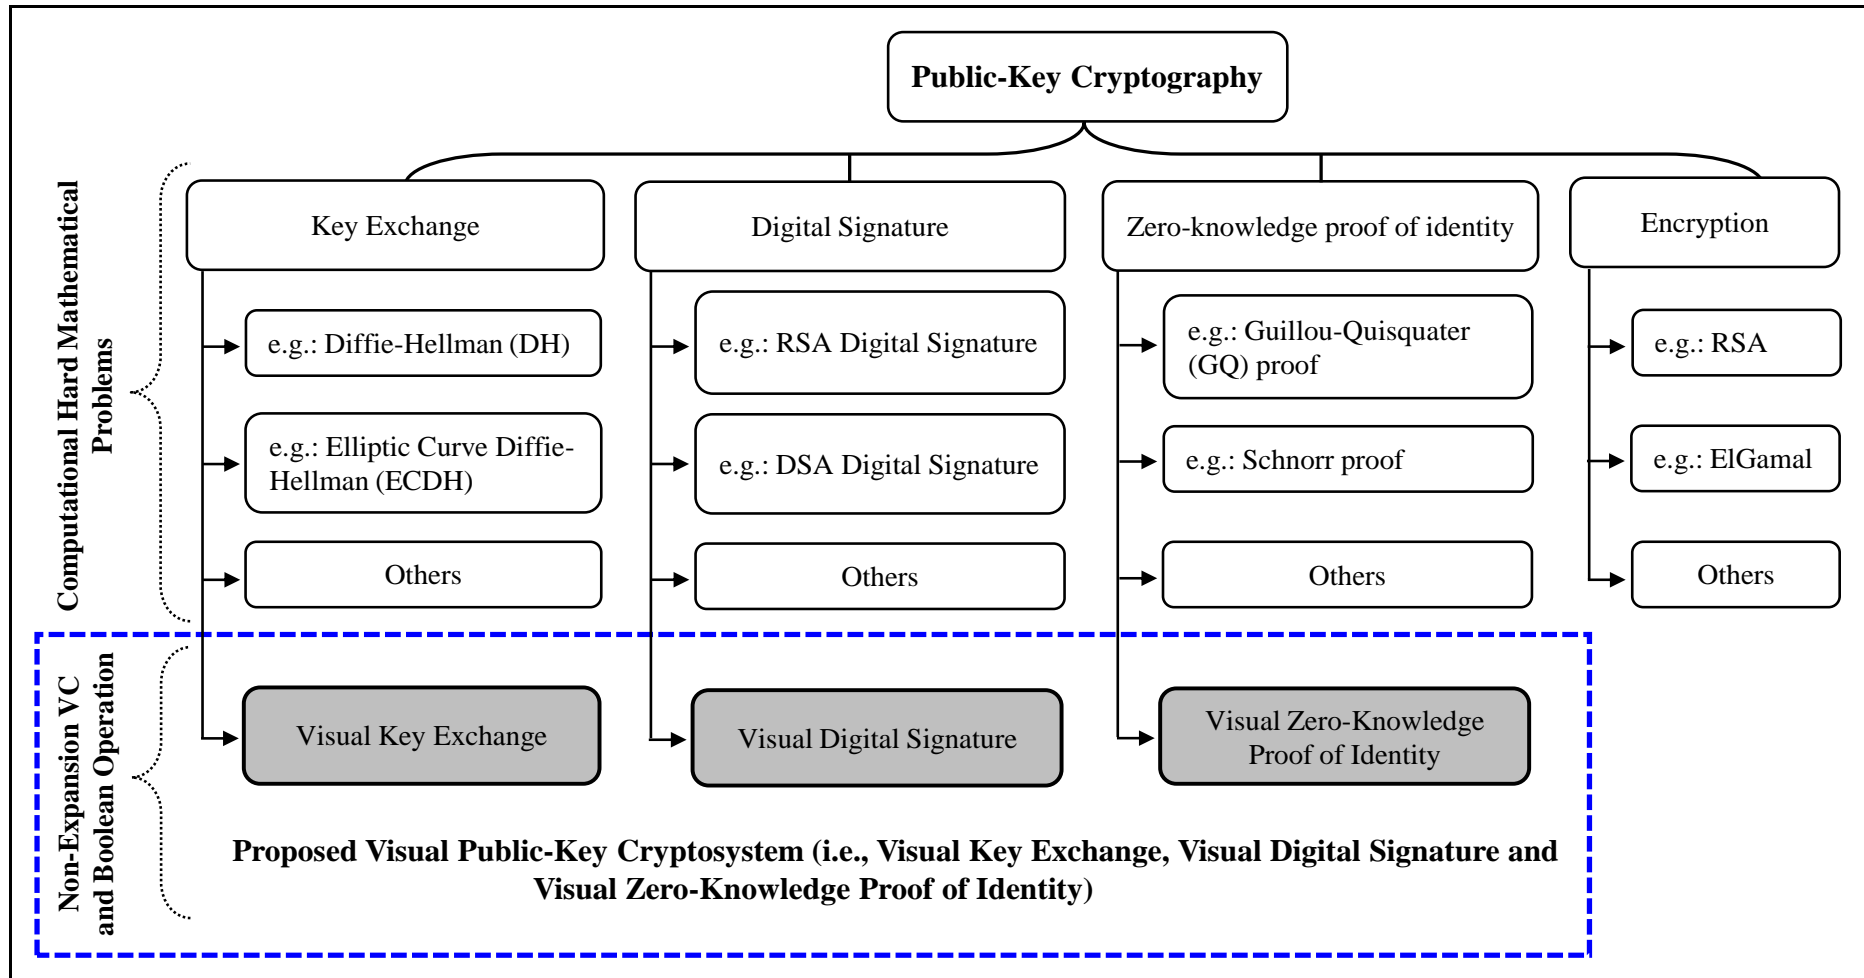 Public-Key Cryptography
Computational Hard Mathematical
Problems
Key Exchange
Digital Signature
Zero-knowledge proof of identity
Encryption
e.g.: Diffie-Hellman (DH)
e.g.: RSA Digital Signature
e.g.: Guillou-Quisquater
(GQ) proof
e.g.: RSA
e.g.: Elliptic Curve Diffie-
Hellman (ECDH)
e.g.: DSA Digital Signature
e.g.: Schnorr proof
e.g.: ElGamal
Others
Others
Others
Others
Non-Expansion VC
and Boolean Operation
Visual Key Exchange
Visual Digital Signature
Visual Zero-Knowledge
Proof of Identity
Proposed Visual Public-Key Cryptosystem (i.e., Visual Key Exchange, Visual Digital Signature and
Visual Zero-Knowledge Proof of Identity)